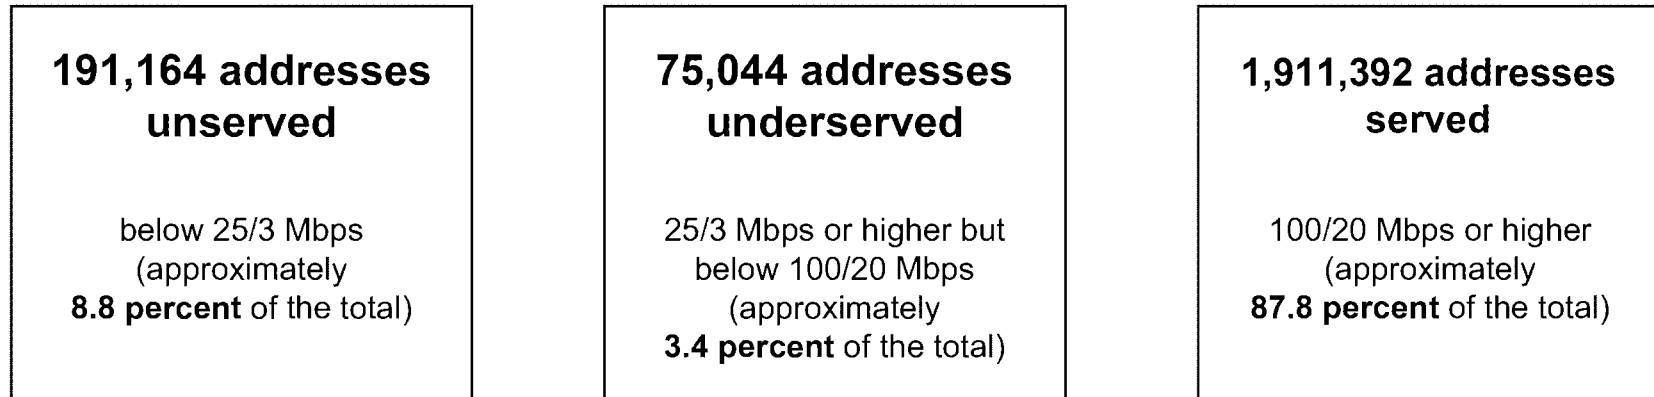 191,164 addresses
unserved
below 25/3 Mbps
(approximately
8.8 percent of the total)
75,044 addresses
underserved
25/3 Mbps or higher but
below 100/20 Mbps
(approximately
3.4 percent of the total)
1,911,392 addresses
served
100/20 Mbps or higher
(approximately
87.8 percent of the total)